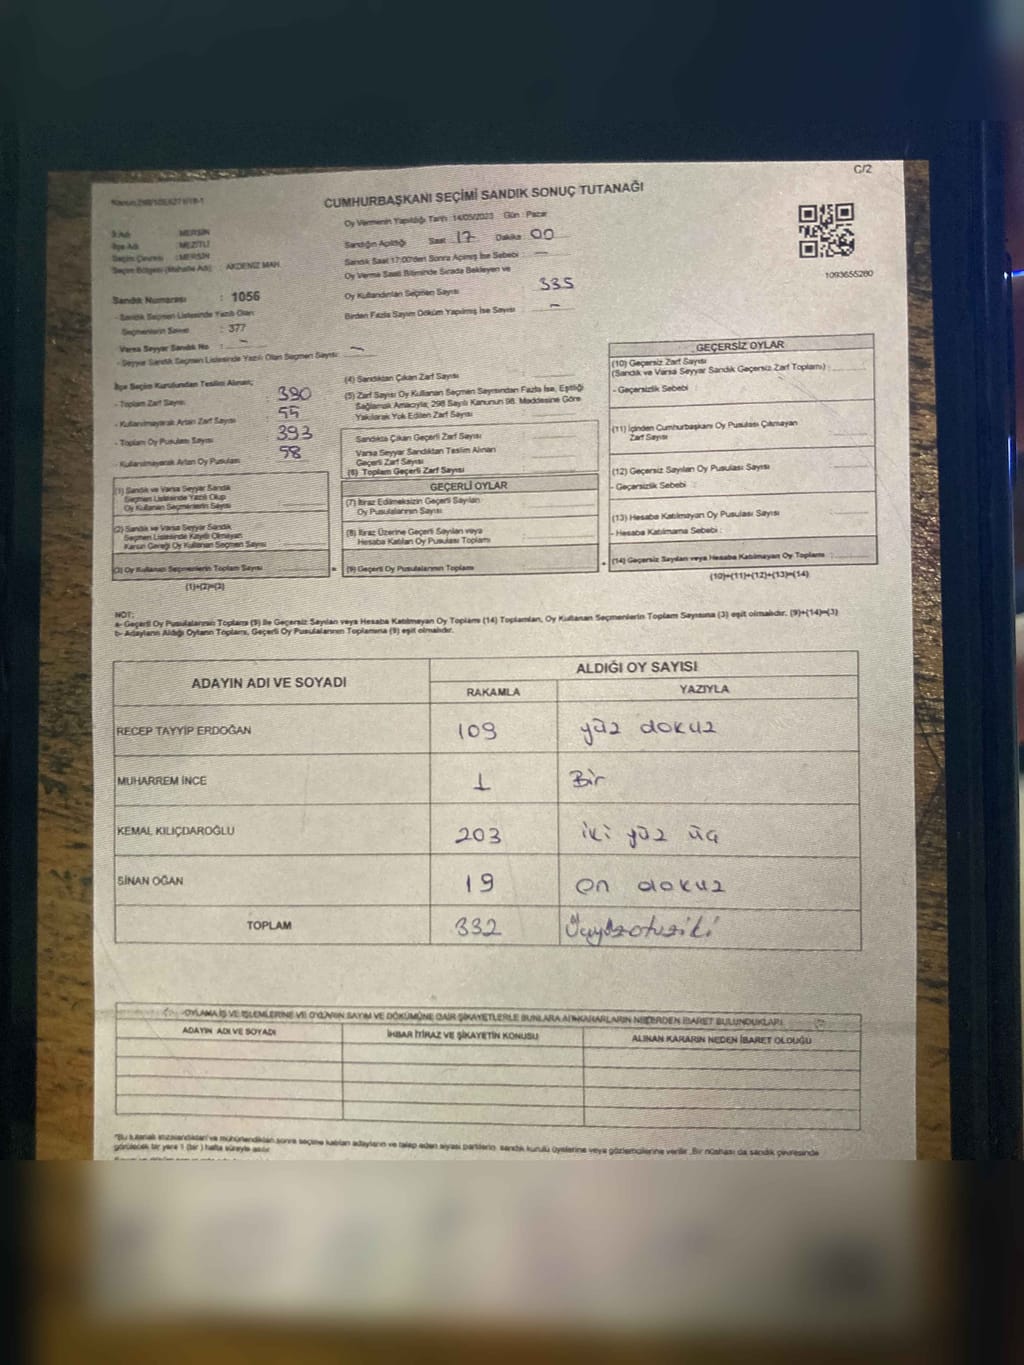 C/2
CUMHURBAŞKANI SEÇİMİ SANDIK SONUÇ TUTANAĞI
İl Adı : MERSİN
İlçe Adı : MEZİTLİ
Seçim Çevresi : MERSİN
Seçim Bölgesi (Mahalle Adı) : AKDENİZ MAH.
Sandık Numarası : 1056
- Sandık Seçmen Listesinde Yazılı Olan
Seçmenlerin Sayısı : 377
Varsa Seyyar Sandık No : –
- Seyyar Sandık Seçmen Listesinde Yazılı Olan Seçmen Sayısı : –
Oy Vermenin Yapıldığı Tarih : 14/05/2023 Gün : Pazar
Sandığın Açıldığı Saat 17 Dakika 00
Sandık Saat 17:00'den Sonra Açılmış İse Sebebi : –
Oy Verme Saati Bitiminde Sırada Bekleyen ve
Oy Kullandırılan Seçmen Sayısı 335
Birden Fazla Sayım Döküm Yapılmış İse Sayısı : –
1093655280
İlçe Seçim Kurulundan Teslim Alınan;
- Toplam Zarf Sayısı 390
- Kullanılmayarak Artan Zarf Sayısı 55
- Toplam Oy Pusulası Sayısı 393
- Kullanılmayarak Artan Oy Pusulası 58
(1) Sandık ve Varsa Seyyar Sandık
Seçmen Listesinde Yazılı Olup
Oy Kullanan Seçmenlerin Sayısı
(2) Sandık ve Varsa Seyyar Sandık
Seçmen Listesinde Kayıtlı Olmayan
Kanun Gereği Oy Kullanan Seçmen Sayısı
(3) Oy Kullanan Seçmenlerin Toplam Sayısı
(1)+(2)=(3)
(4) Sandıktan Çıkan Zarf Sayısı
(5) Zarf Sayısı Oy Kullanan Seçmen Sayısından Fazla İse, Eşitliği
Sağlamak Amacıyla, 298 Sayılı Kanunun 98. Maddesine Göre
Yakılarak Yok Edilen Zarf Sayısı
Sandıkta Çıkan Geçerli Zarf Sayısı
Varsa Seyyar Sandıktan Teslim Alınan
Geçerli Zarf Sayısı
(6) Toplam Geçerli Zarf Sayısı
GEÇERLİ OYLAR
(7) İtiraz Edilmeksizin Geçerli Sayılan
Oy Pusulalarının Sayısı
(8) İtiraz Üzerine Geçerli Sayılan veya
Hesaba Katılan Oy Pusulası Toplamı
(9) Geçerli Oy Pusulalarının Toplamı
GEÇERSİZ OYLAR
(10) Geçersiz Zarf Sayısı
(Sandık ve Varsa Seyyar Sandık Geçersiz Zarf Toplamı) :
- Geçersizlik Sebebi :
(11) İçinden Cumhurbaşkanı Oy Pusulası Çıkmayan
Zarf Sayısı
(12) Geçersiz Sayılan Oy Pusulası Sayısı
- Geçersizlik Sebebi :
(13) Hesaba Katılmayan Oy Pusulası Sayısı
- Hesaba Katılmama Sebebi :
(14) Geçersiz Sayılan veya Hesaba Katılmayan Oy Toplamı :
(10)+(11)+(12)+(13)=(14)
NOT:
a- Geçerli Oy Pusulalarının Toplamı (9) ile Geçersiz Sayılan veya Hesaba Katılmayan Oy Toplamı (14) Toplamları, Oy Kullanan Seçmenlerin Toplam Sayısına (3) eşit olmalıdır. (9)+(14)=(3)
b- Adayların Aldığı Oyların Toplamı, Geçerli Oy Pusulalarının Toplamına (9) eşit olmalıdır.
ADAYIN ADI VE SOYADI
ALDIĞI OY SAYISI
RAKAMLA YAZIYLA
RECEP TAYYİP ERDOĞAN 109 yüz dokuz
MUHARREM İNCE 1 Bir
KEMAL KILIÇDAROĞLU 203 iki yüz üç
SİNAN OĞAN 19 on dokuz
TOPLAM 332 Üçyüzotuziki
OYLAMA İŞ VE İŞLEMLERİNE VE OYLARIN SAYIM VE DÖKÜMÜNE DAİR ŞİKAYETLERLE BUNLARA AİT KARARLARIN NELERDEN İBARET BULUNDUKLARI
ADAYIN ADI VE SOYADI İHBAR İTİRAZ VE ŞİKAYETİN KONUSU ALINAN KARARIN NEDEN İBARET OLDUĞU
*Bu tutanak imzalandıktan ve mühürlendikten sonra seçime katılan adayların ve talep eden siyasi partilerin sandık kurulu üyelerine veya gözlemcilerine verilir. Bir nüshası da sandık çevresinde
görülecek bir yere 1 (bir) hafta süreyle asılır.